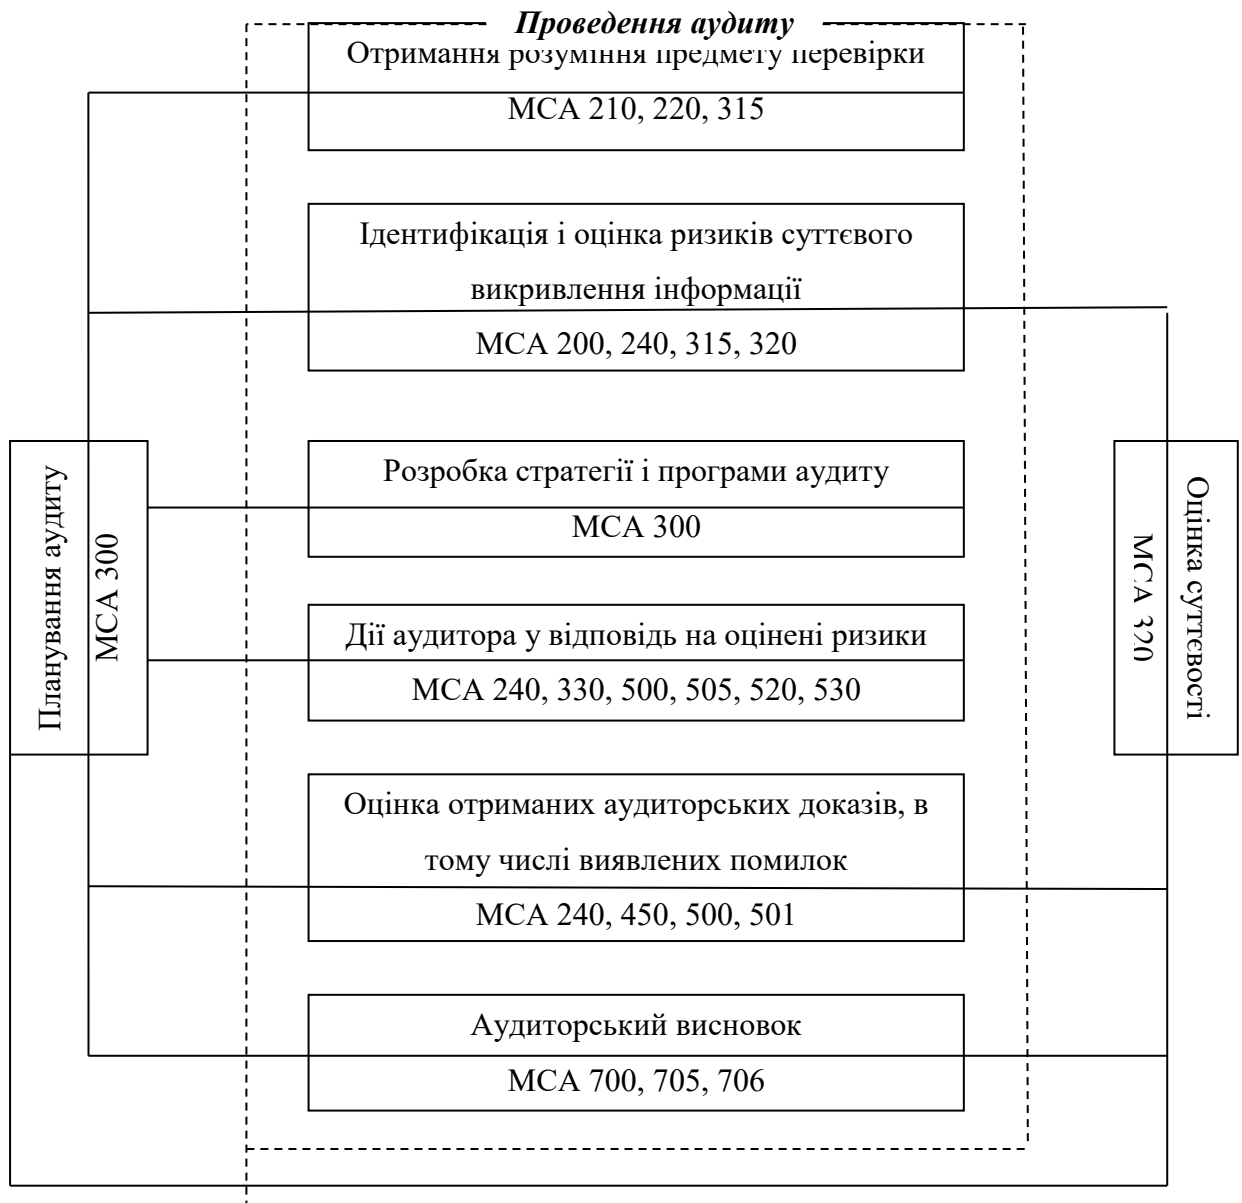 Проведення аудиту
Отримання розуміння предмету перевірки
МСА 210, 220, 315
Ідентифікація і оцінка ризиків суттєвого
викривлення інформації
МСА 200, 240, 315, 320
Планування аудиту
МСА 300
Розробка стратегії і програми аудиту
МСА 300
Оцінка суттєвості
МСА 320
Дії аудитора у відповідь на оцінені ризики
МСА 240, 330, 500, 505, 520, 530
Оцінка отриманих аудиторських доказів, в
тому числі виявлених помилок
МСА 240, 450, 500, 501
Аудиторський висновок
МСА 700, 705, 706